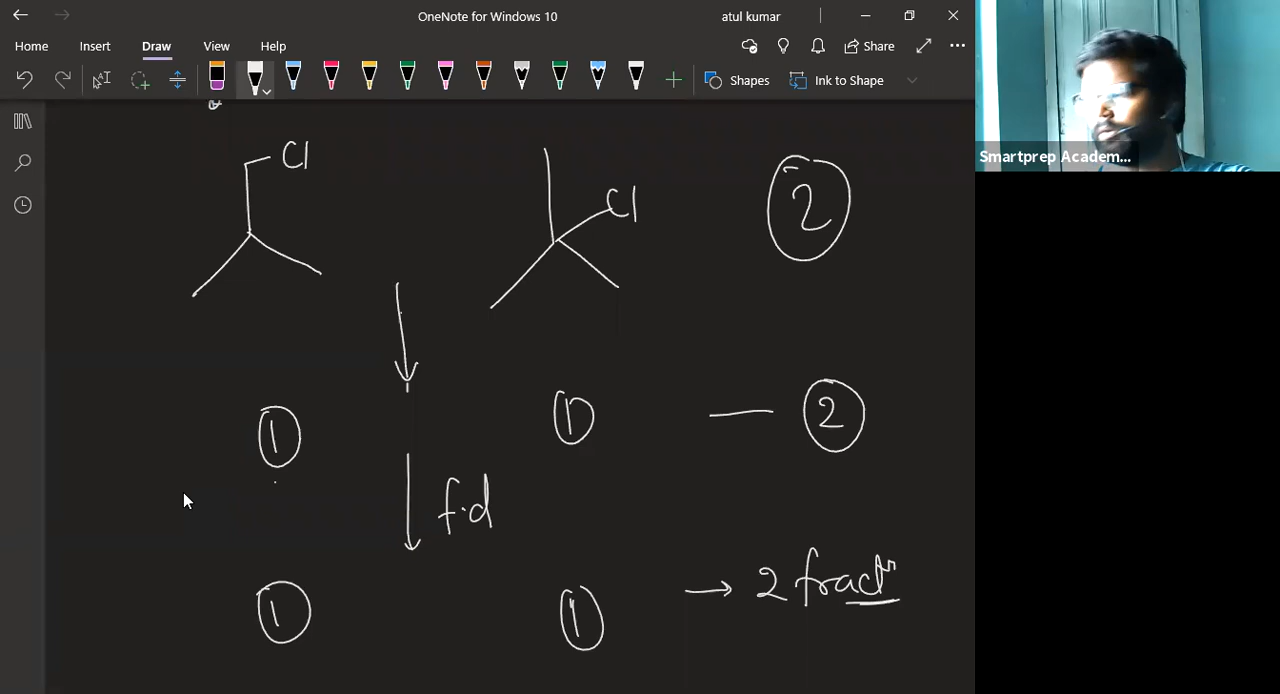 OneNote for Windows 10
atul kumar
Home Insert Draw View Help
Share
Shapes
Ink to Shape
Smartprep Academ...
Cl
Cl
2
1
1
2
f.d
1
1
→ 2 fractn